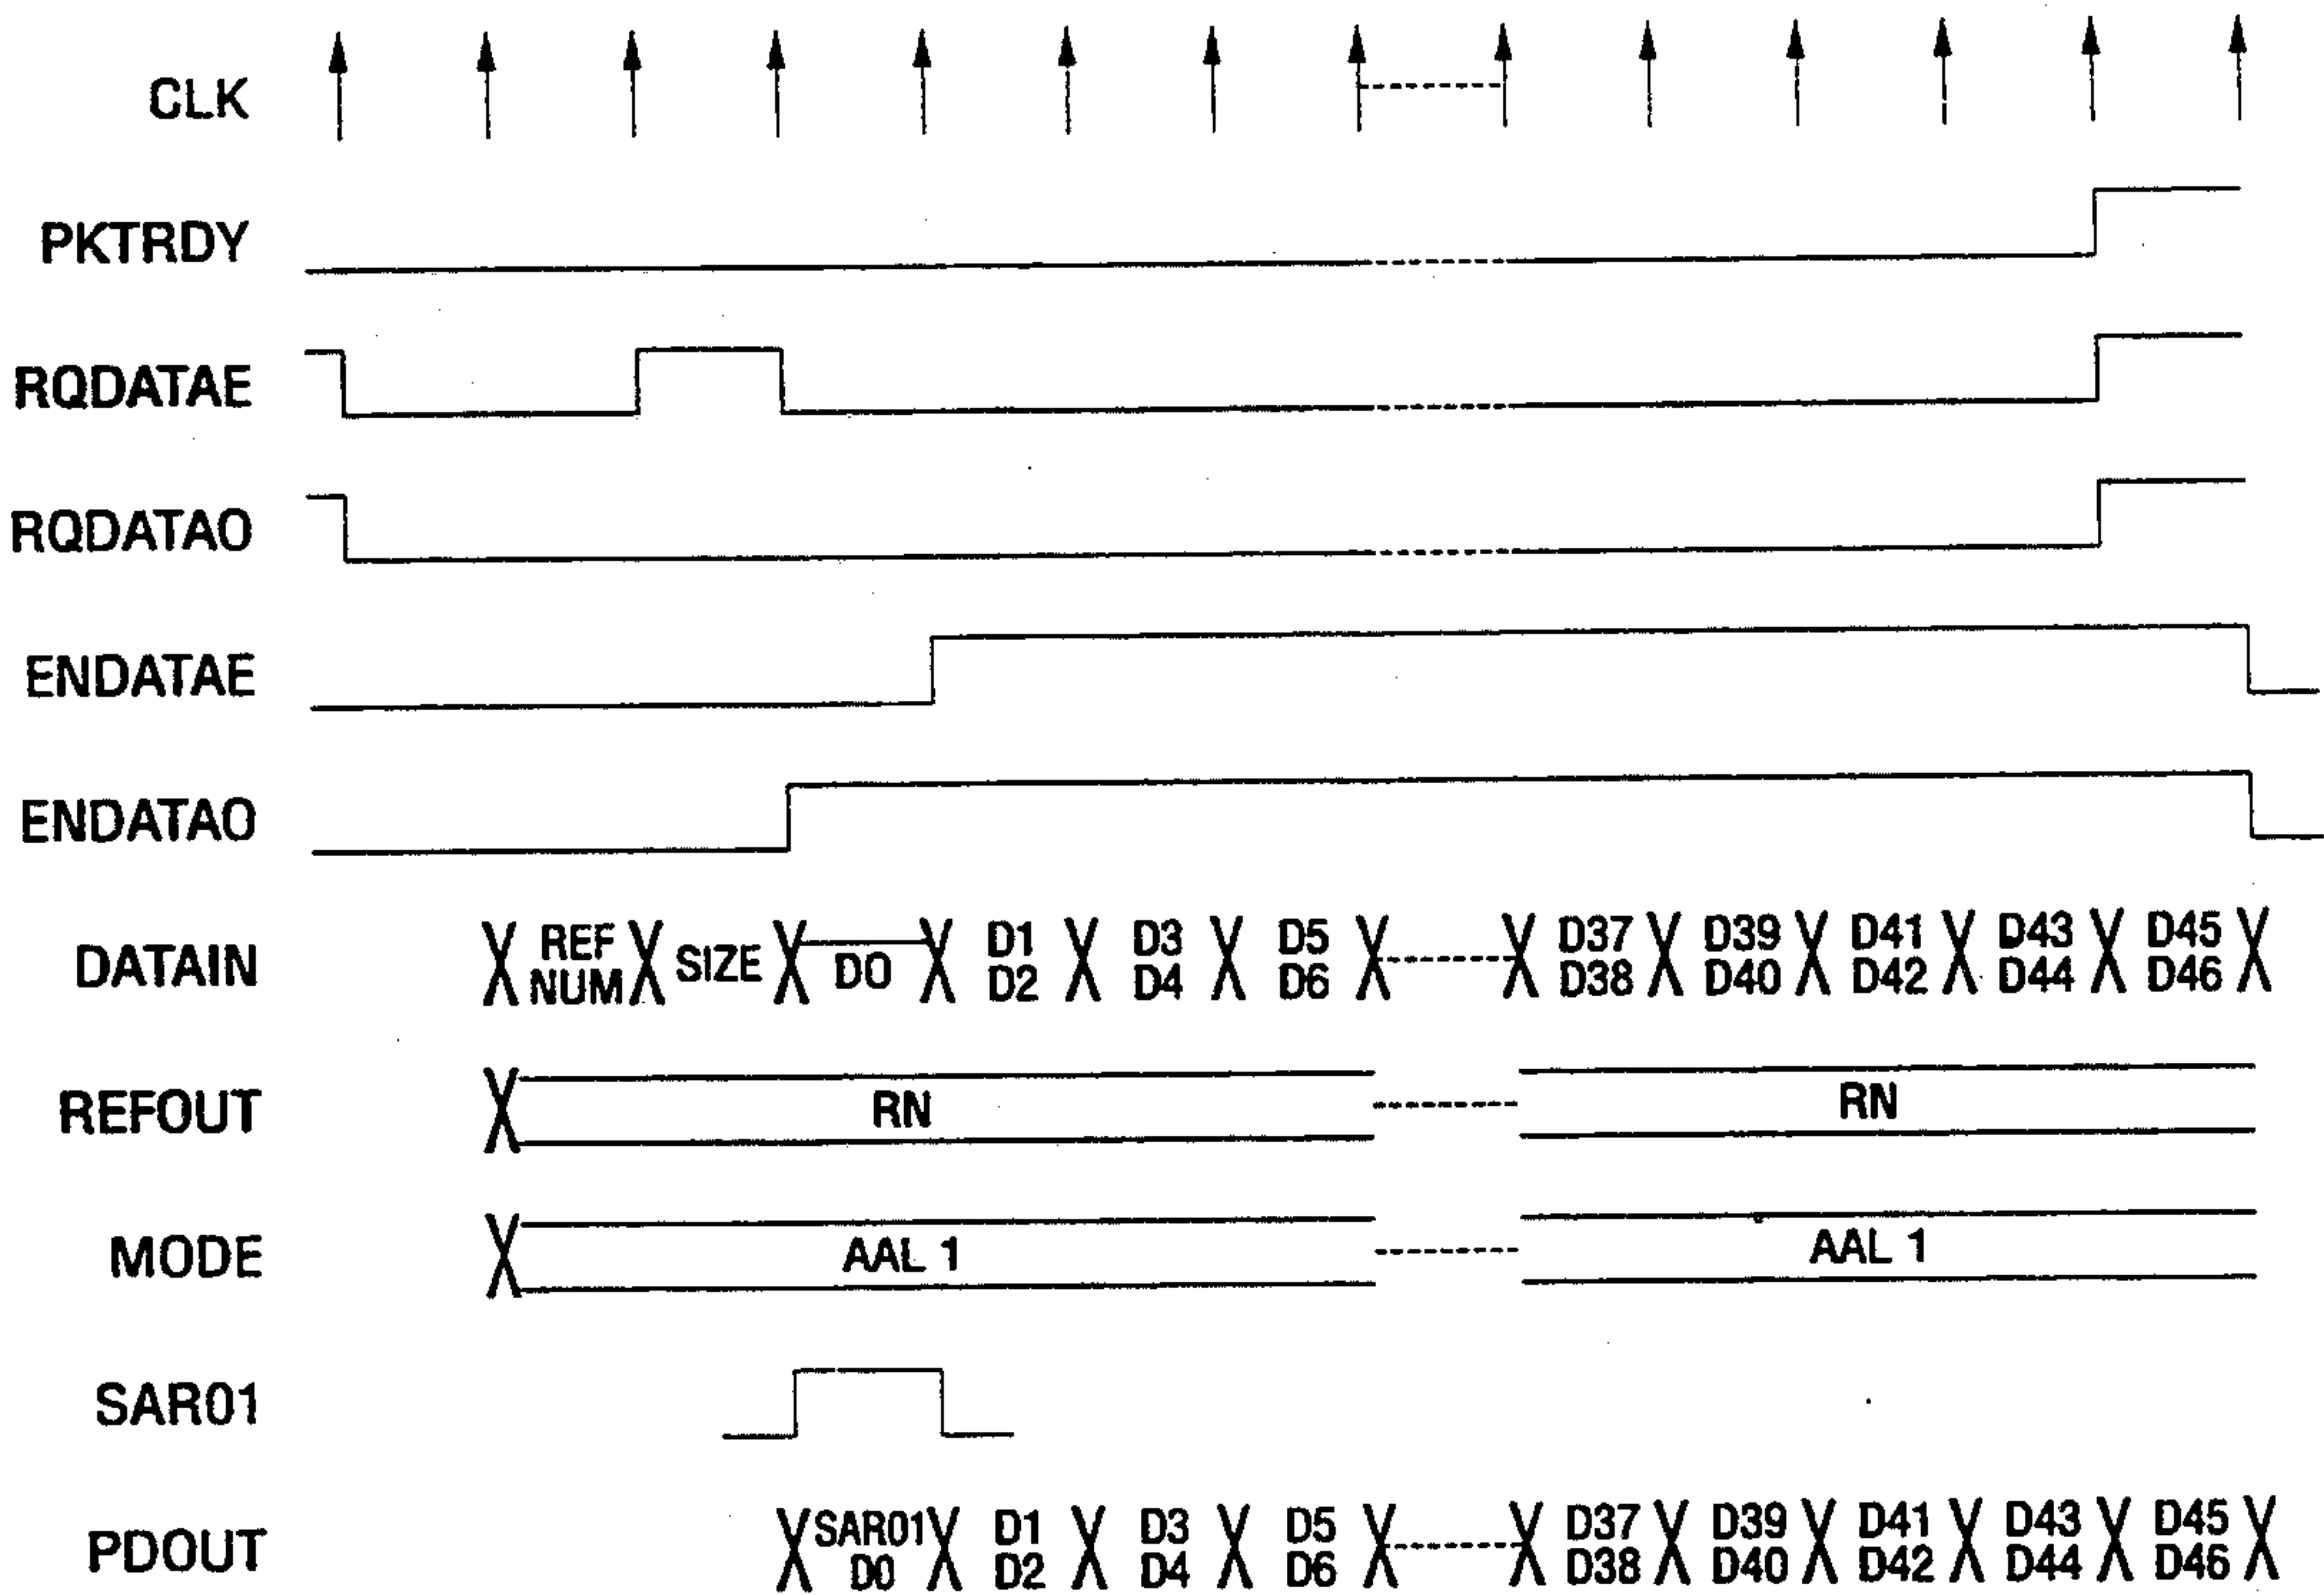 CLK
PKTRDY
RQDATAE
RQDATAO
ENDATAE
ENDATAO
DATAIN REF NUM SIZE D0 D1 D2 D3 D4 D5 D6 D37 D38 D39 D40 D41 D42 D43 D44 D45 D46
REFOUT RN RN
MODE AAL 1 AAL 1
SAR01
PDOUT SAR01 D0 D1 D2 D3 D4 D5 D6 D37 D38 D39 D40 D41 D42 D43 D44 D45 D46